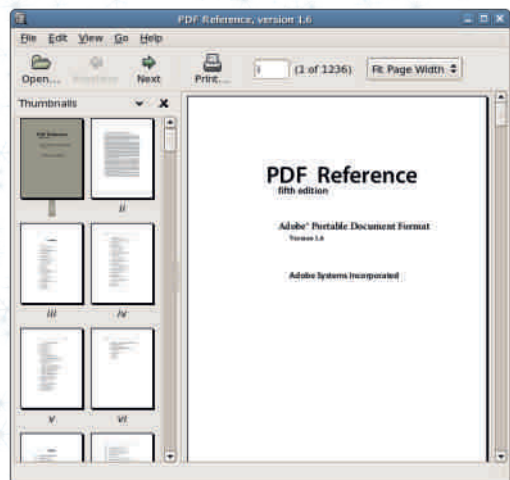 PDF Reference, version 1.6
File Edit View Go Help
Open... Previous Next Print... i (1 of 1236) Fit Page Width
Thumbnails
i ii
iii iv
v vi
PDF Reference
fifth edition
Adobe® Portable Document Format
Version 1.6
Adobe Systems Incorporated